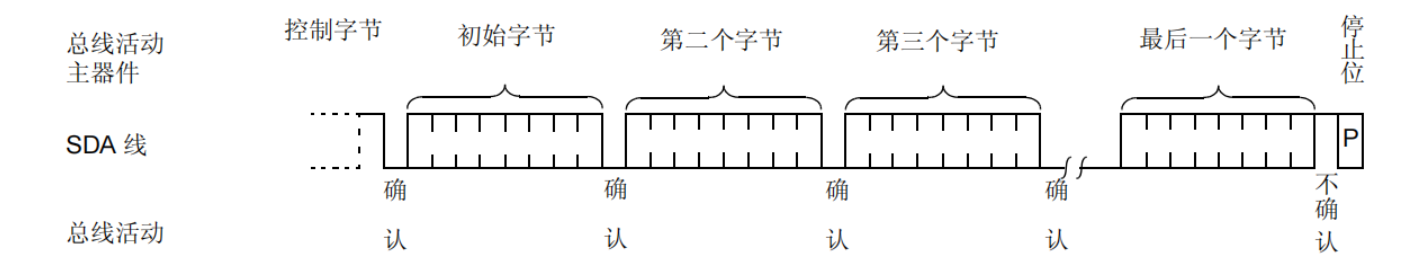 总线活动
主器件
控制字节
初始字节
第二个字节
第三个字节
最后一个字节
停止位
SDA 线
P
总线活动
确认
确认
确认
确认
不确认